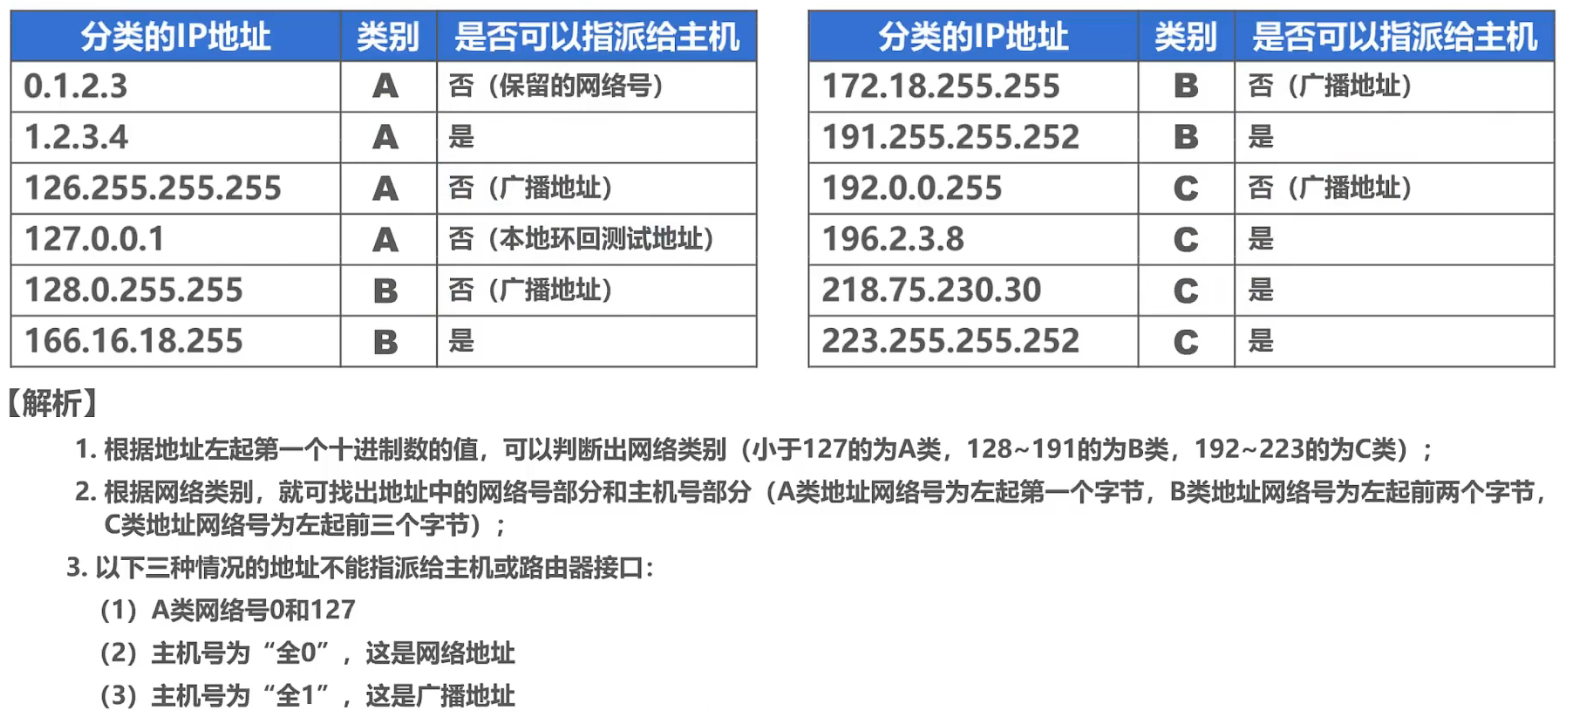 分类的IP地址 类别 是否可以指派给主机
0.1.2.3 A 否（保留的网络号）
1.2.3.4 A 是
126.255.255.255 A 否（广播地址）
127.0.0.1 A 否（本地环回测试地址）
128.0.255.255 B 否（广播地址）
166.16.18.255 B 是
分类的IP地址 类别 是否可以指派给主机
172.18.255.255 B 否（广播地址）
191.255.255.252 B 是
192.0.0.255 C 否（广播地址）
196.2.3.8 C 是
218.75.230.30 C 是
223.255.255.252 C 是
【解析】
1. 根据地址左起第一个十进制数的值，可以判断出网络类别（小于127的为A类，128~191的为B类，192~223的为C类）；
2. 根据网络类别，就可找出地址中的网络号部分和主机号部分（A类地址网络号为左起第一个字节，B类地址网络号为左起前两个字节，
C类地址网络号为左起前三个字节）；
3. 以下三种情况的地址不能指派给主机或路由器接口：
（1）A类网络号0和127
（2）主机号为“全0”，这是网络地址
（3）主机号为“全1”，这是广播地址